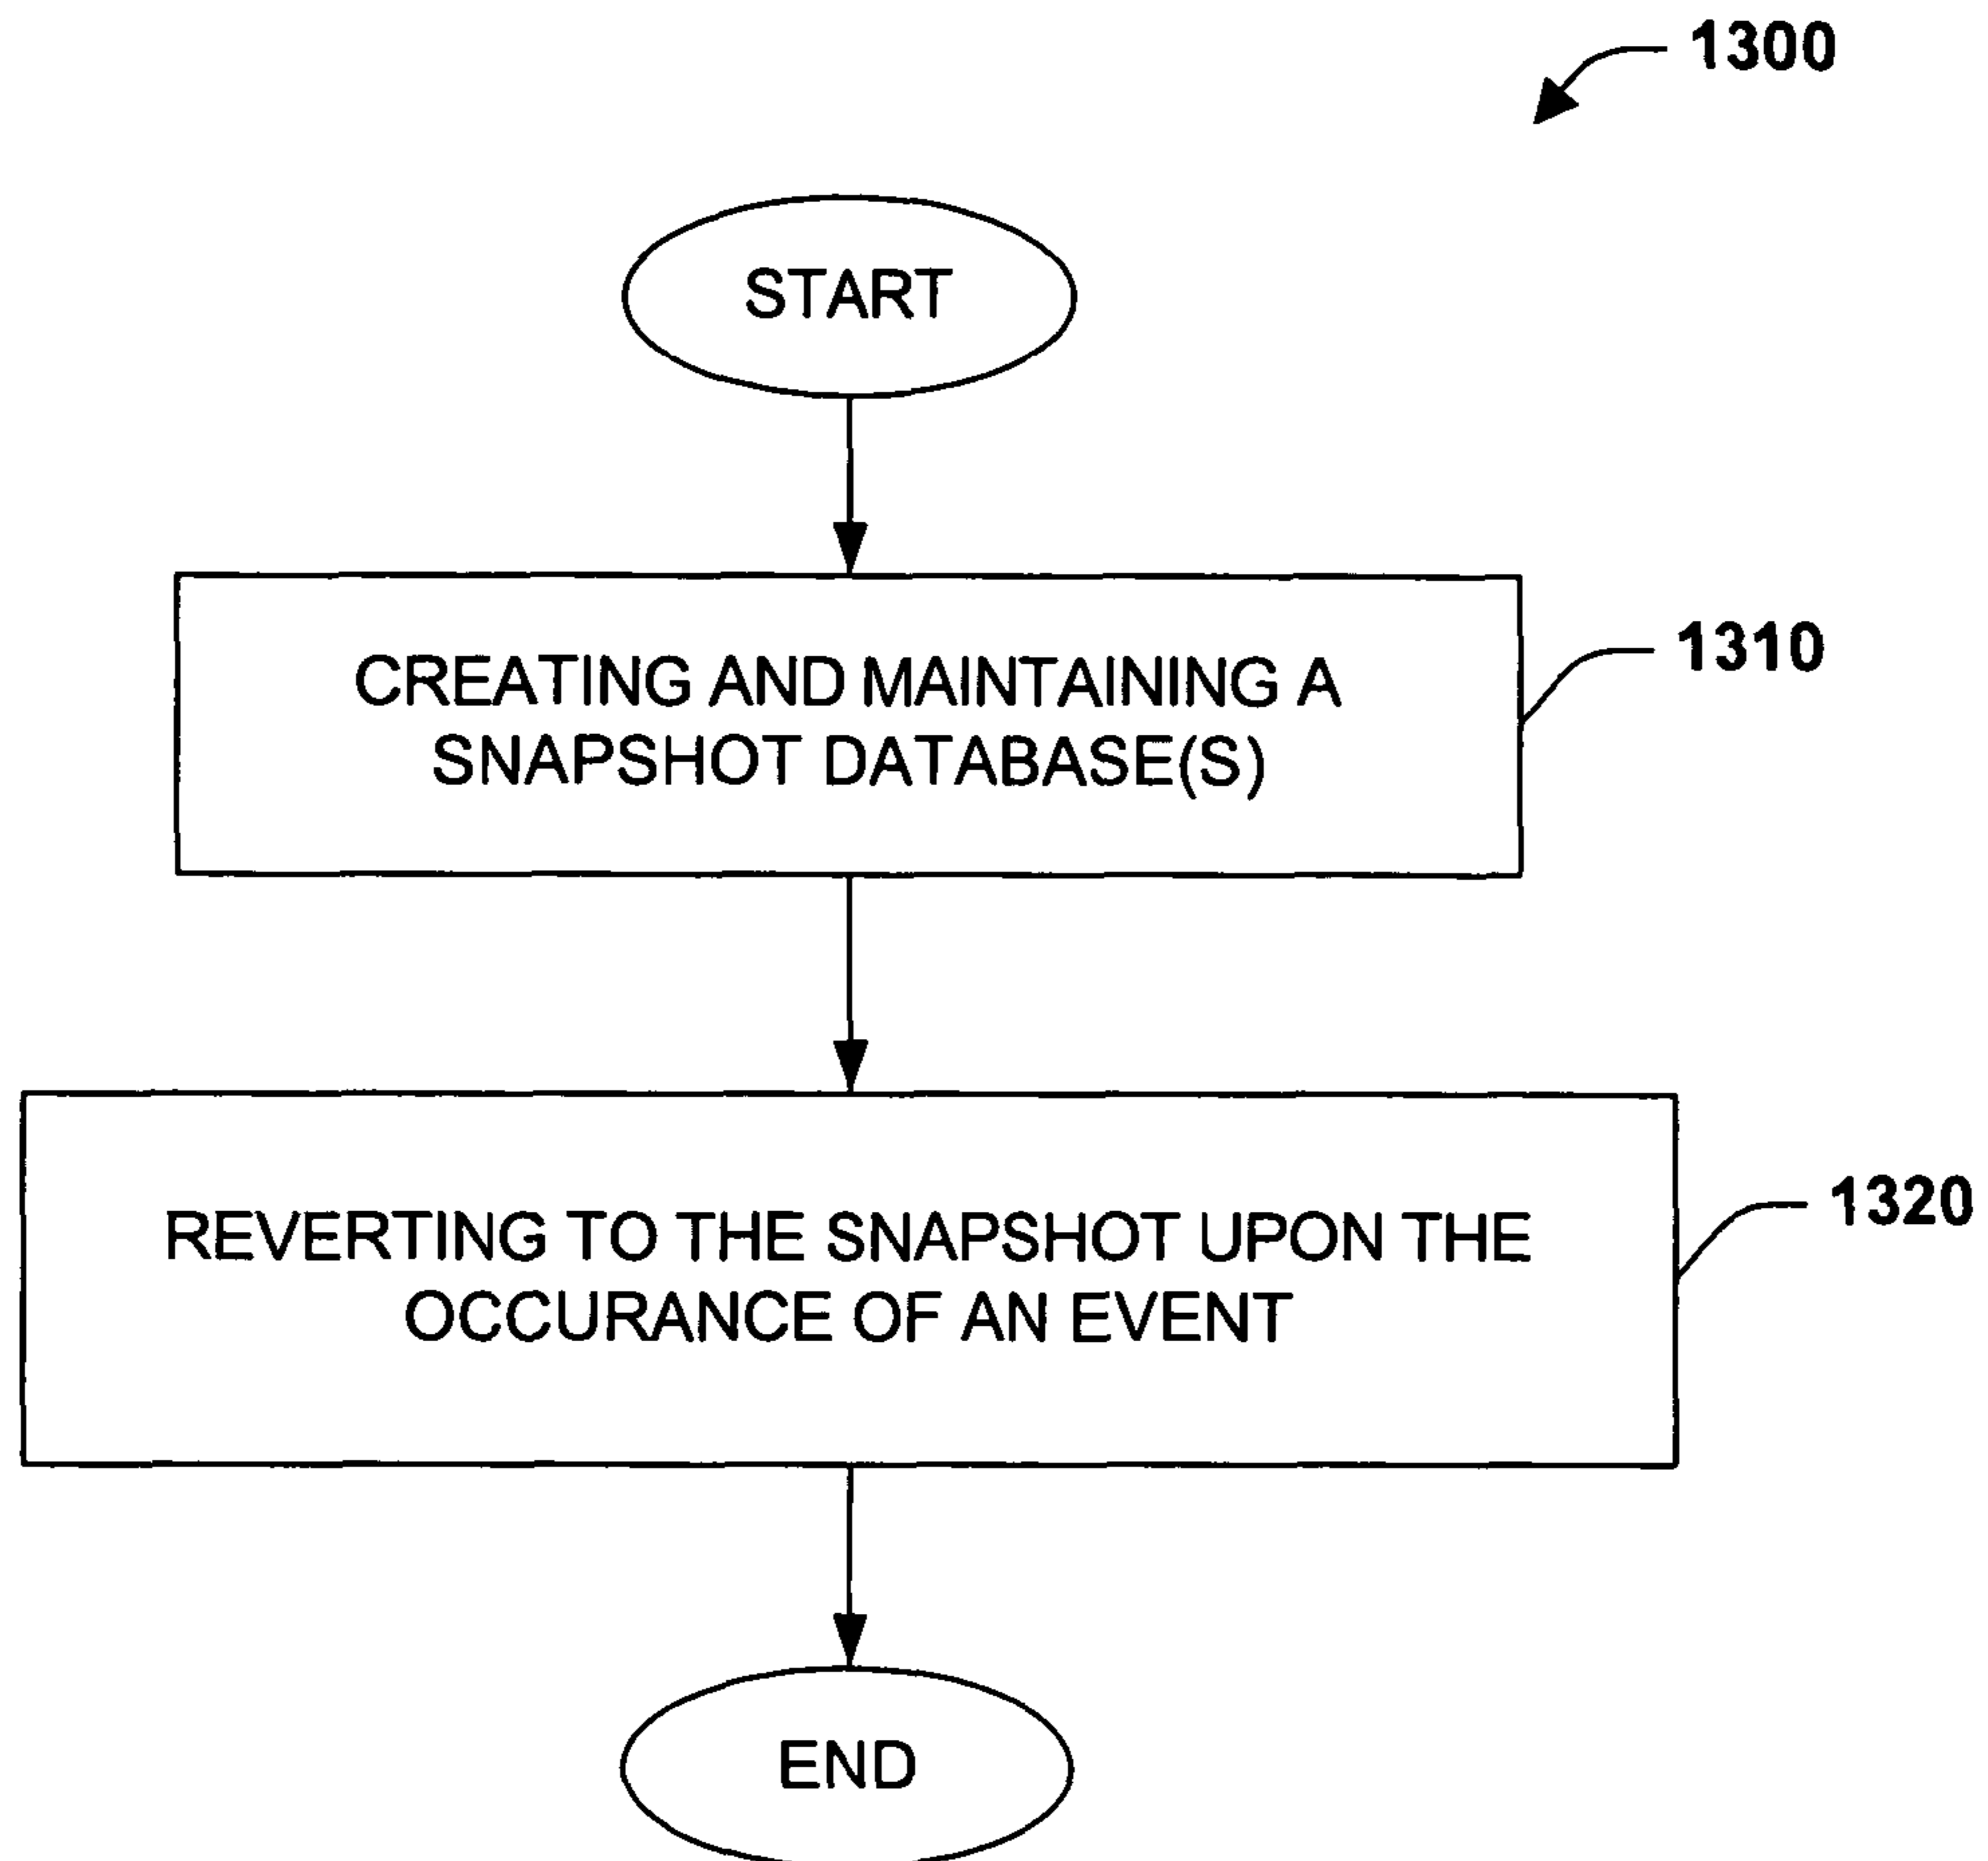 1300
START
CREATING AND MAINTAINING A
SNAPSHOT DATABASE(S)
1310
REVERTING TO THE SNAPSHOT UPON THE
OCCURANCE OF AN EVENT
1320
END